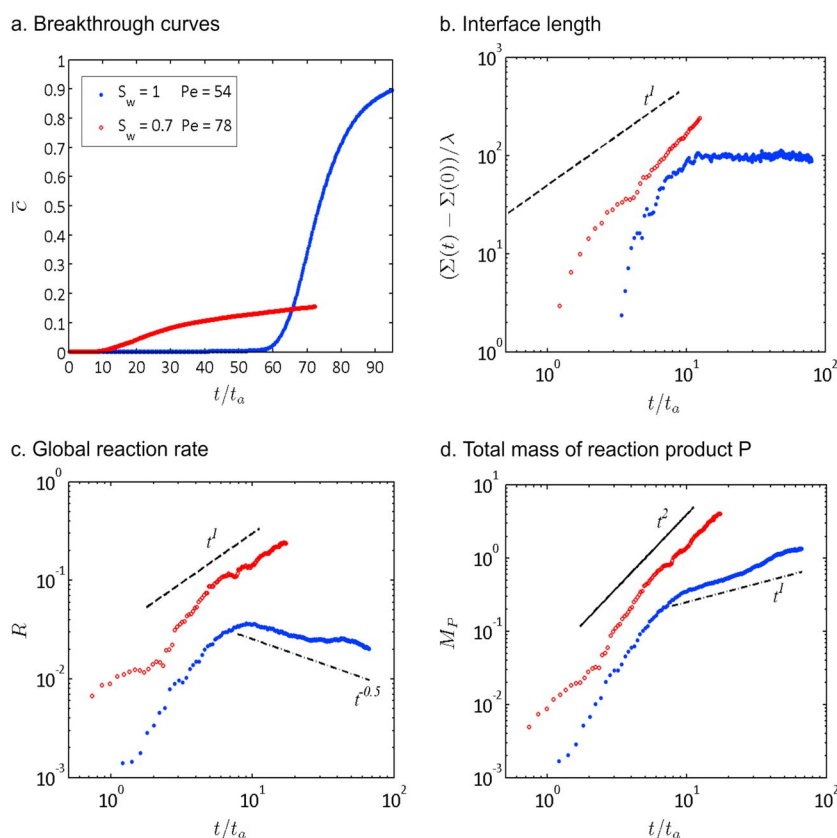 a. Breakthrough curves
b. Interface length
S_w = 1 Pe = 54
S_w = 0.7 Pe = 78
c̄
1
0.9
0.8
0.7
0.6
0.5
0.4
0.3
0.2
0.1
0
0 10 20 30 40 50 60 70 80 90
t/t_a
(Σ(t) − Σ(0))/λ
10^3
10^2
10^1
10^0
t^1
10^0 10^1 10^2
t/t_a
c. Global reaction rate
d. Total mass of reaction product P
R
10^0
10^-1
10^-2
10^-3
t^1
t^-0.5
10^0 10^1 10^2
t/t_a
M_P
10^1
10^0
10^-1
10^-2
10^-3
t^2
t^1
10^0 10^1 10^2
t/t_a